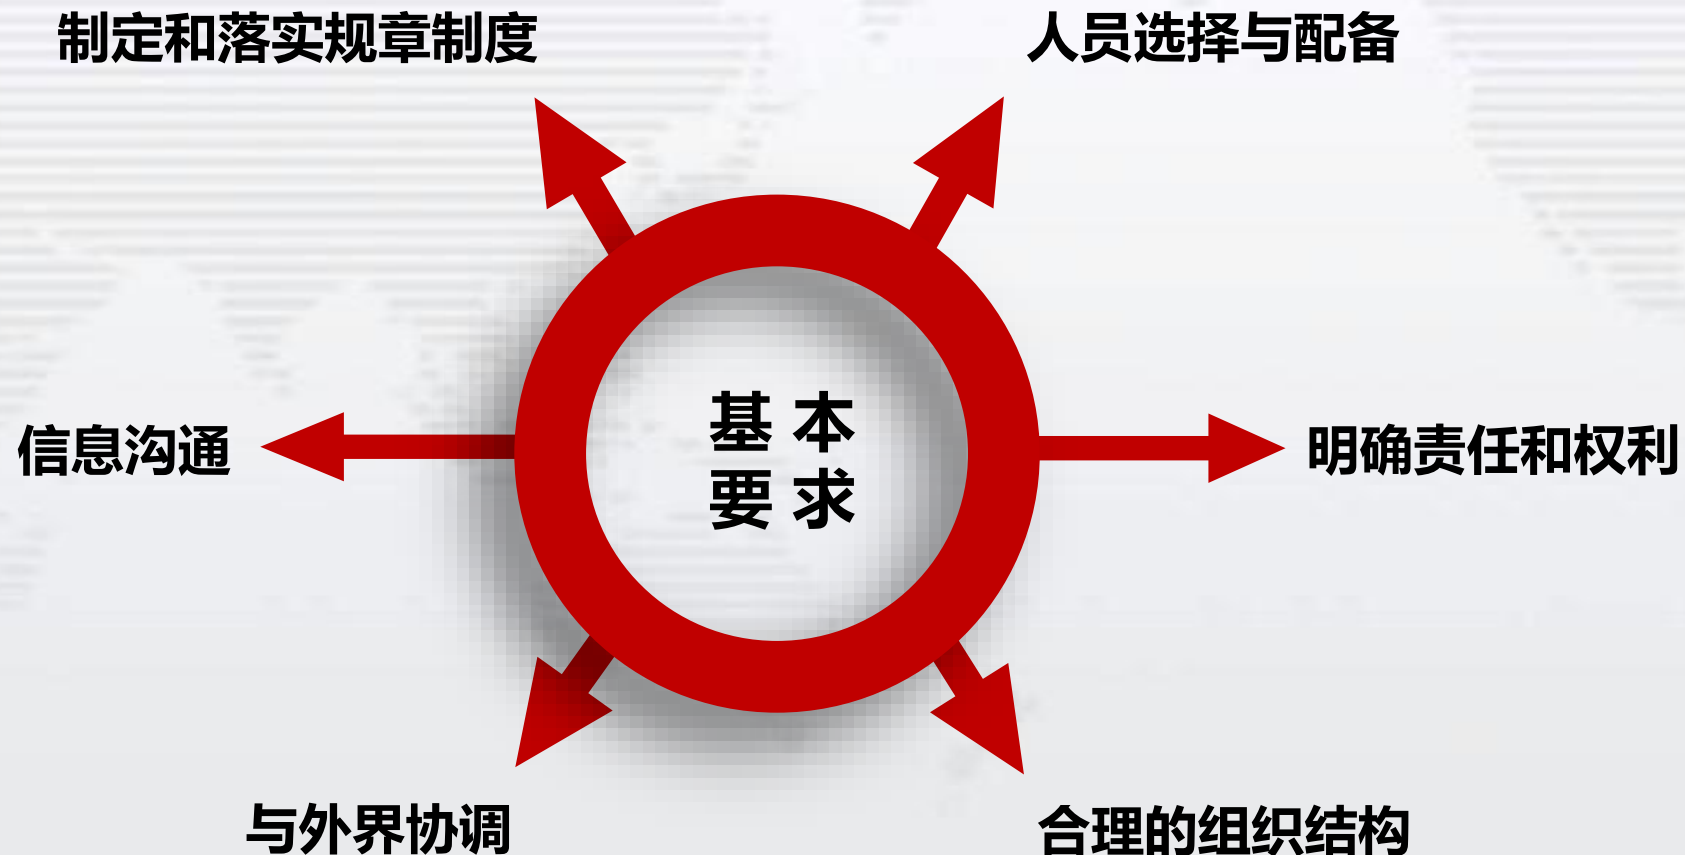 制定和落实规章制度
人员选择与配备
基 本
要 求
信息沟通
明确责任和权利
与外界协调
合理的组织结构